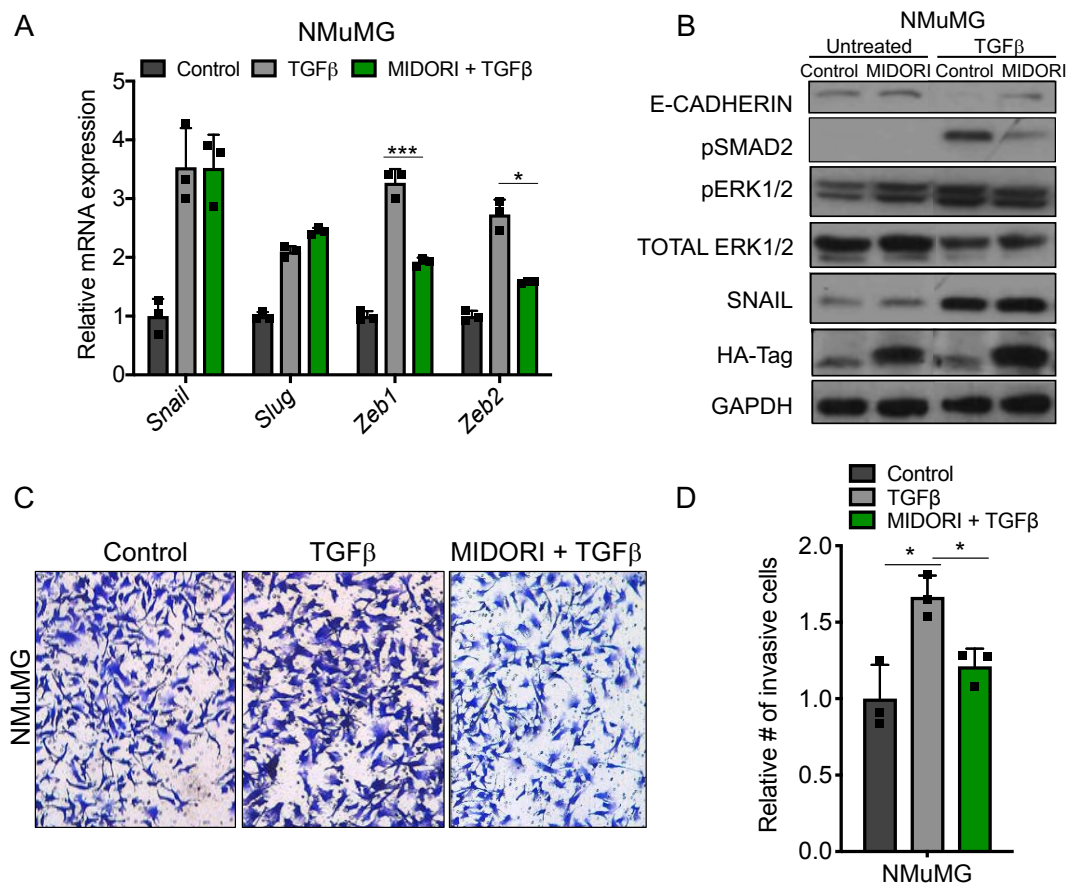 A
NMuMG
Control TGFβ MIDORI + TGFβ
Relative mRNA expression
5
4
3
2
1
0
*** *
Snail Slug Zeb1 Zeb2
B
NMuMG
Untreated TGFβ
Control MIDORI Control MIDORI
E-CADHERIN
pSMAD2
pERK1/2
TOTAL ERK1/2
SNAIL
HA-Tag
GAPDH
C
Control TGFβ MIDORI + TGFβ
NMuMG
D
Control
TGFβ
MIDORI + TGFβ
Relative # of invasive cells
2.0
1.5
1.0
0.5
0.0
* *
NMuMG